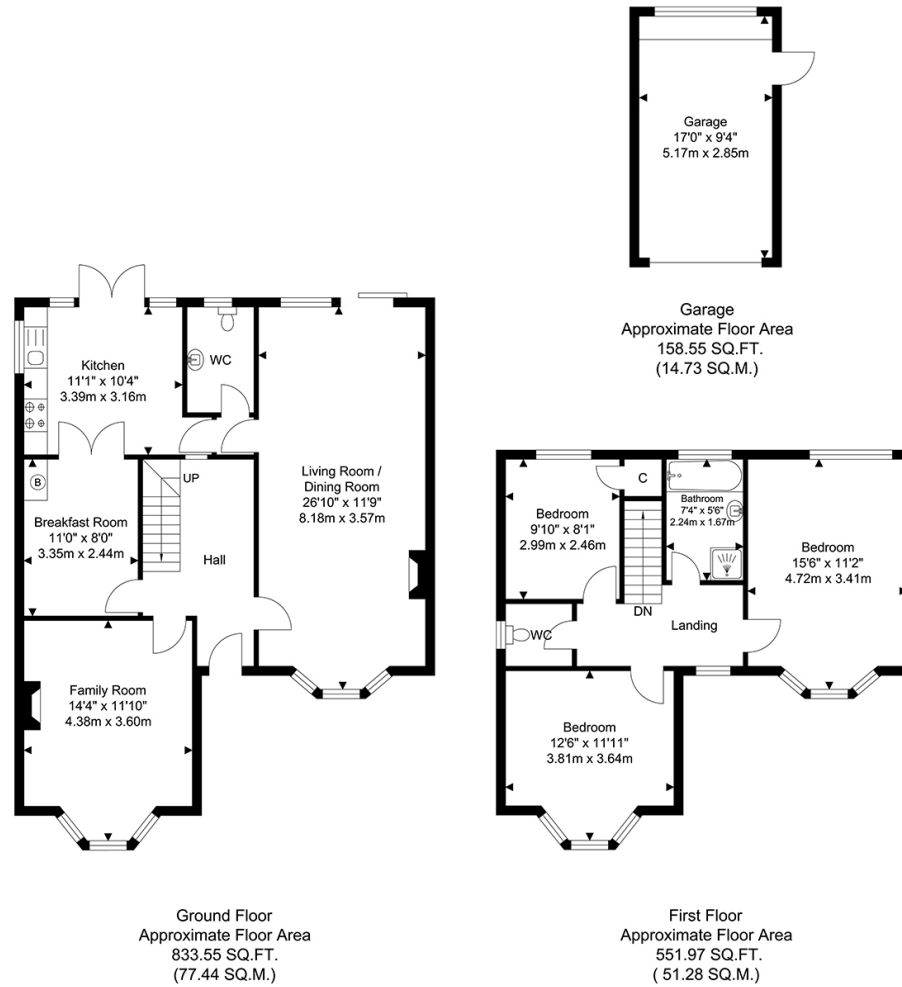 Garage
17'0" x 9'4"
5.17m x 2.85m
Garage
Approximate Floor Area
158.55 SQ.FT.
(14.73 SQ.M.)
Kitchen
11'1" x 10'4"
3.39m x 3.16m
WC
UP
B
Breakfast Room
11'0" x 8'0"
3.35m x 2.44m
Hall
Living Room /
Dining Room
26'10" x 11'9"
8.18m x 3.57m
Family Room
14'4" x 11'10"
4.38m x 3.60m
Ground Floor
Approximate Floor Area
833.55 SQ.FT.
(77.44 SQ.M.)
C
Bedroom
9'10" x 8'1"
2.99m x 2.46m
Bathroom
7'4" x 5'6"
2.24m x 1.67m
Bedroom
15'6" x 11'2"
4.72m x 3.41m
DN
Landing
WC
Bedroom
12'6" x 11'11"
3.81m x 3.64m
First Floor
Approximate Floor Area
551.97 SQ.FT.
( 51.28 SQ.M.)